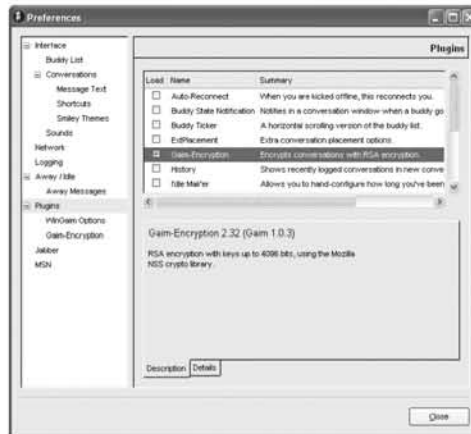 Preferences
Interface
Buddy List
Conversations
Message Text
Shortcuts
Smiley Themes
Sounds
Network
Logging
Away / Idle
Away Messages
Plugins
WinGaim Options
Gaim-Encryption
Jabber
MSN
Plugins
Load Name Summary
Auto-Reconnect When you are kicked offline, this reconnects you.
Buddy State Notification Notifies in a conversation window when a buddy go
Buddy Ticker A horizontal scrolling version of the buddy list.
ExtPlacement Extra conversation placement options.
Gaim-Encryption Encrypts conversations with RSA encryption.
History Shows recently logged conversations in new conve
I'dle Mak'er Allows you to hand-configure how long you've been
Gaim-Encryption 2.32 (Gaim 1.0.3)
RSA encryption with keys up to 4096 bits, using the Mozilla
NSS crypto library.
Description Details
Close